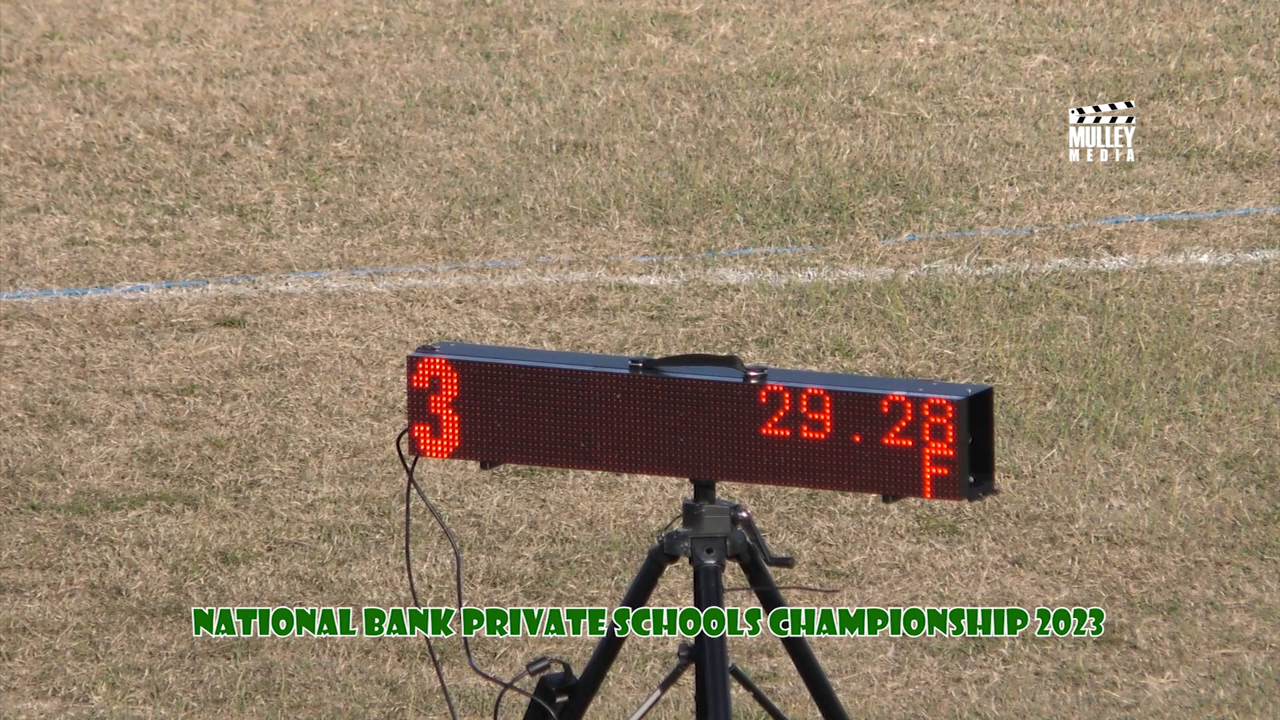 MULLEY
MEDIA
3 29.28
F
NATIONAL BANK PRIVATE SCHOOLS CHAMPIONSHIP 2023